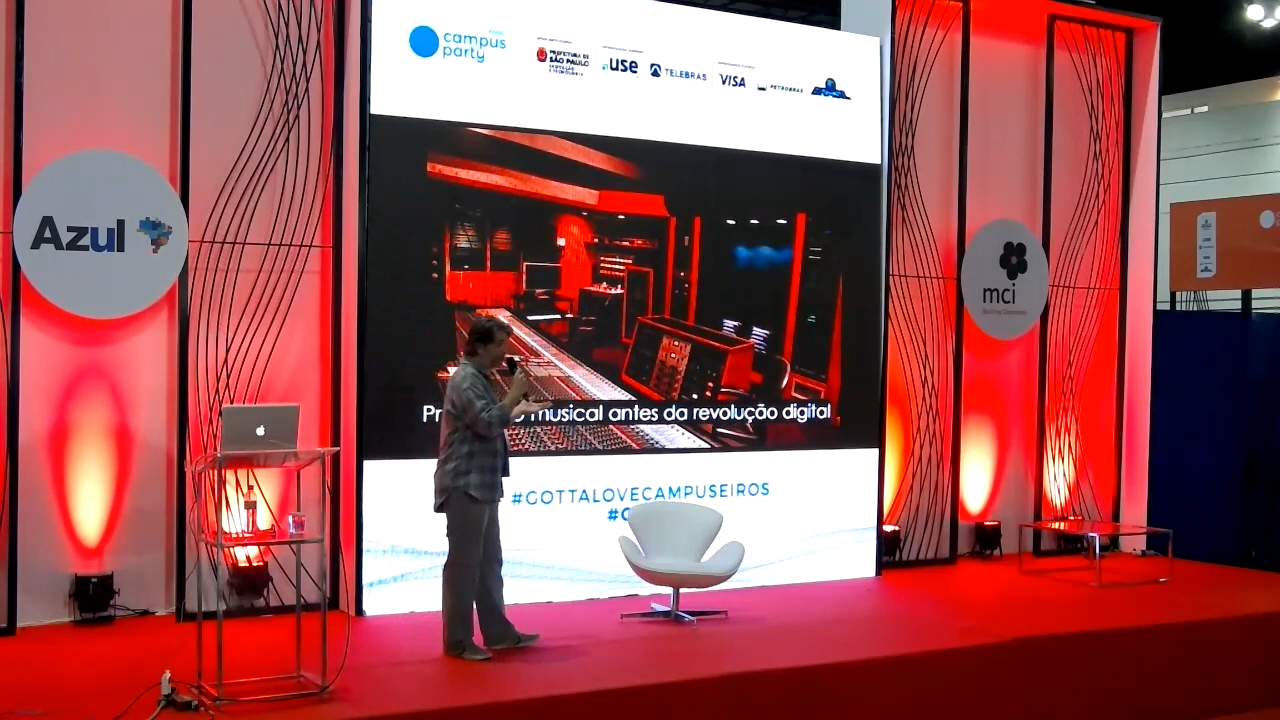 campus
party
PREFEITURA DE
SÃO PAULO
use
TELEBRAS
VISA
PETROBRAS
Azul
mci
musical antes da revolução digital
#GOTTALOVECAMPUSEIROS